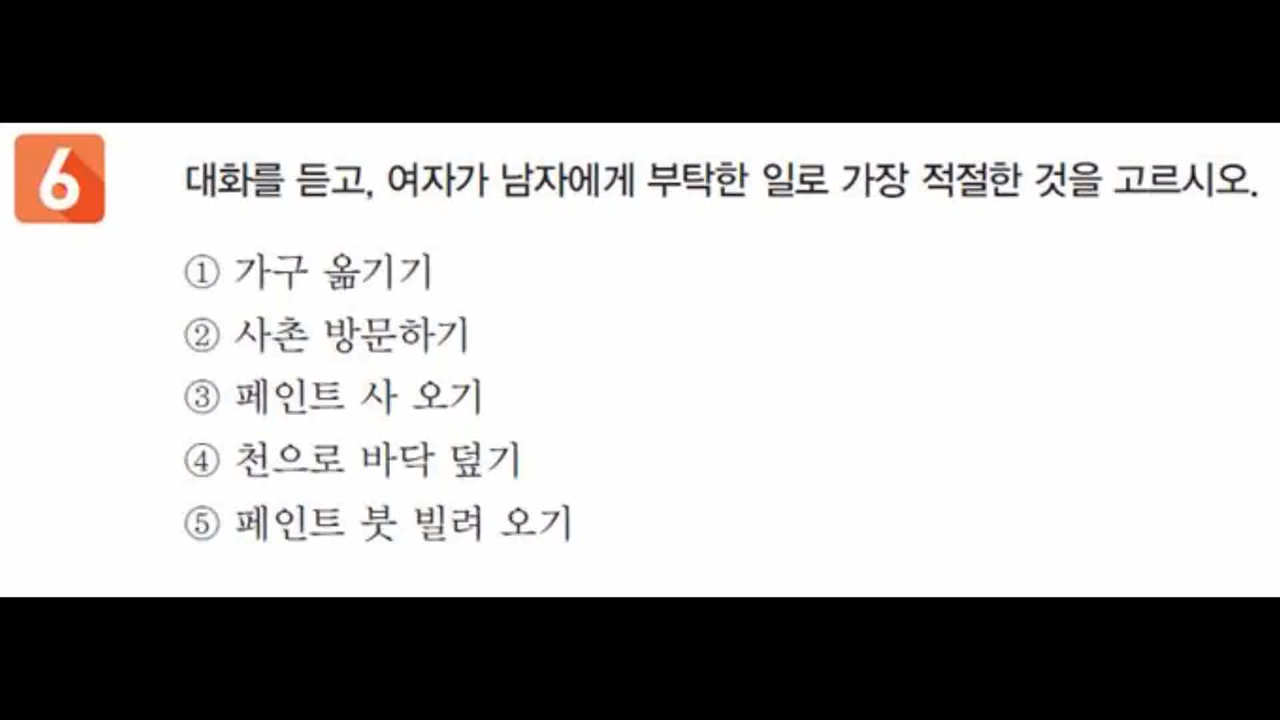 6
대화를 듣고, 여자가 남자에게 부탁한 일로 가장 적절한 것을 고르시오.
① 가구 옮기기
② 사촌 방문하기
③ 페인트 사 오기
④ 천으로 바닥 덮기
⑤ 페인트 붓 빌려 오기